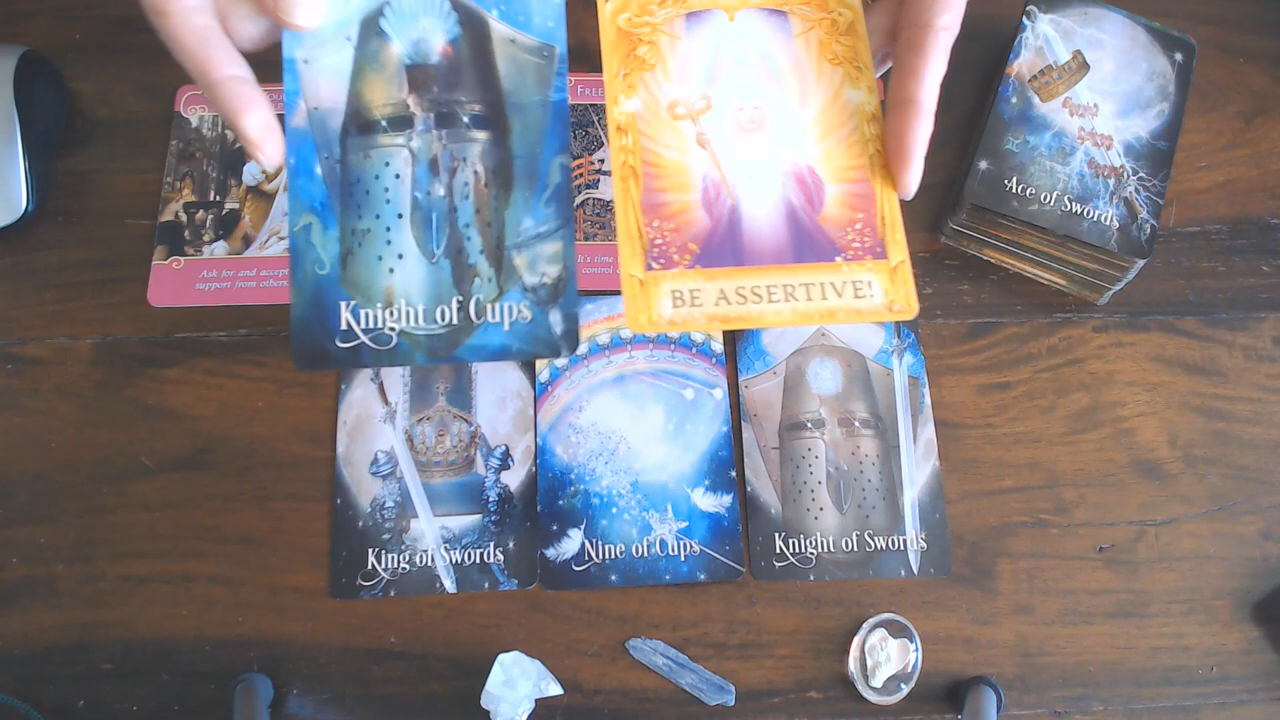 FREE
Ask for and accept
support from others.
It's time
control
Knight of Cups
BE ASSERTIVE!
Ace of Swords
King of Swords
Nine of Cups
Knight of Swords